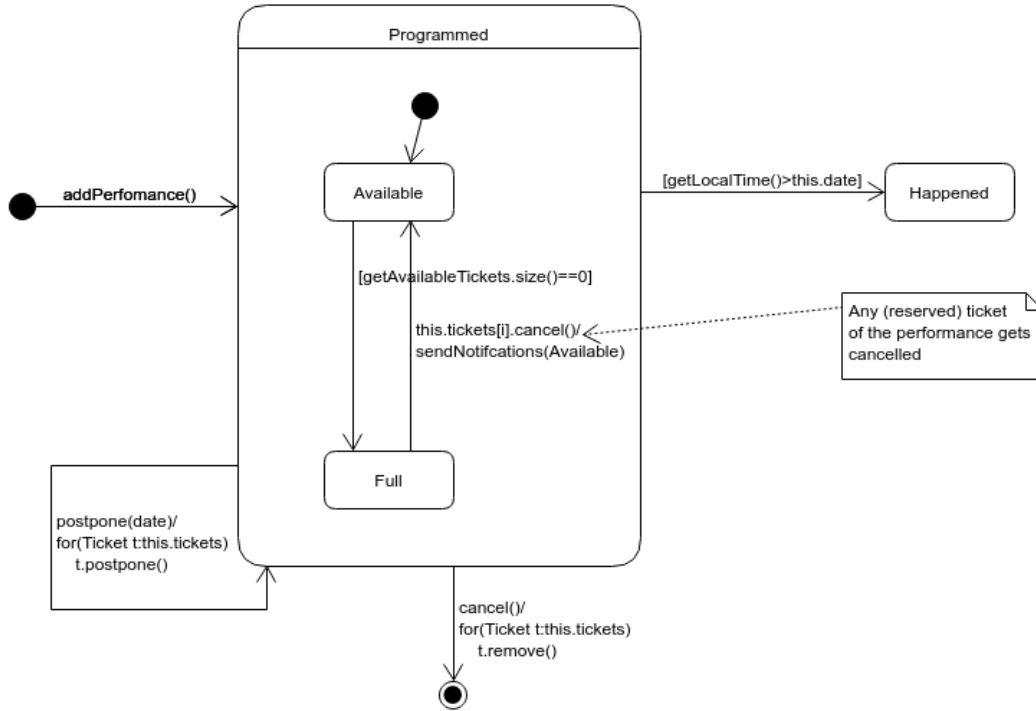 Programmed
addPerfomance()
Available
[getLocalTime()>this.date]
Happened
[getAvailableTickets.size()==0]
this.tickets[i].cancel()/
sendNotifcations(Available)
Any (reserved) ticket
of the performance gets
cancelled
Full
postpone(date)/
for(Ticket t:this.tickets)
t.postpone()
cancel()/
for(Ticket t:this.tickets)
t.remove()